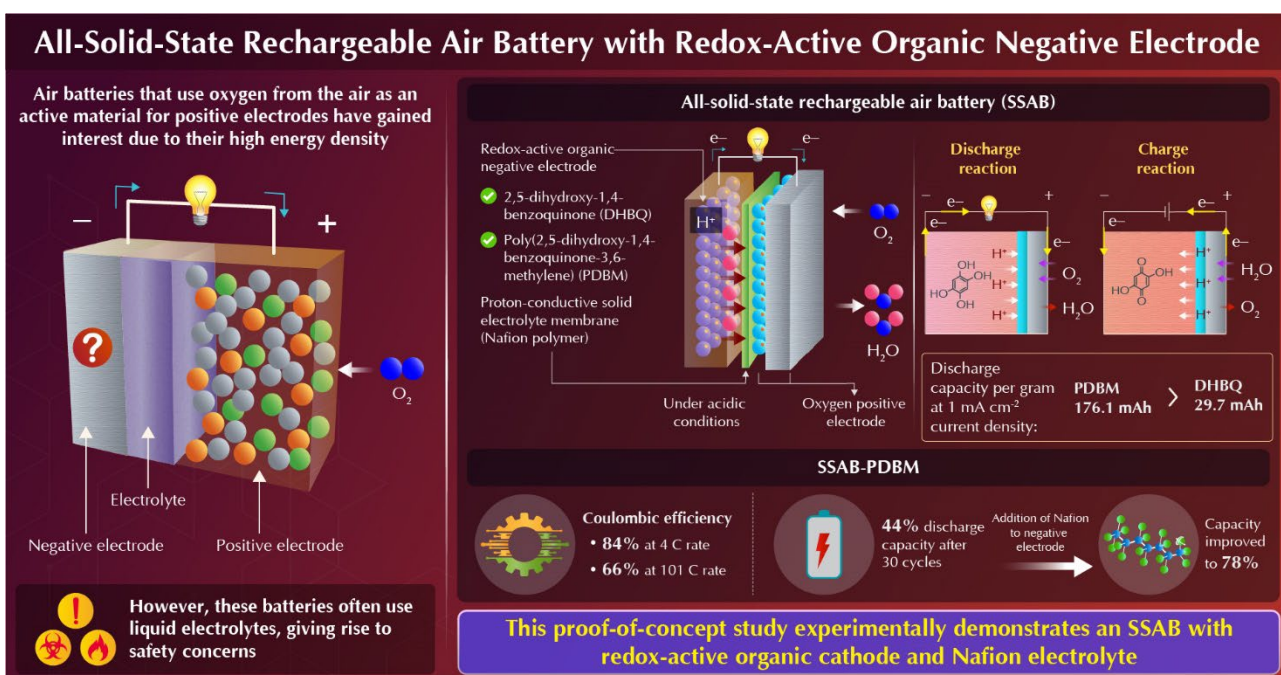 All-Solid-State Rechargeable Air Battery with Redox-Active Organic Negative Electrode
Air batteries that use oxygen from the air as an
active material for positive electrodes have gained
interest due to their high energy density
−
+
?
O₂
Electrolyte
Negative electrode
Positive electrode
!
However, these batteries often use
liquid electrolytes, giving rise to
safety concerns
All-solid-state rechargeable air battery (SSAB)
Redox-active organic
negative electrode
2,5-dihydroxy-1,4-
benzoquinone (DHBQ)
Poly(2,5-dihydroxy-1,4-
benzoquinone-3,6-
methylene) (PDBM)
Proton-conductive solid
electrolyte membrane
(Nafion polymer)
e−
e−
H⁺
O₂
H₂O
Under acidic
conditions
Oxygen positive
electrode
Discharge
reaction
−
+
e−
e−
e−
OH
HO
OH
HO
OH
OH
H⁺
H⁺
H⁺
O₂
H₂O
Charge
reaction
−
+
e−
e−
e−
O
OH
HO
O
H⁺
H⁺
H⁺
H₂O
O₂
Discharge
capacity per gram
at 1 mA cm⁻²
current density:
PDBM
176.1 mAh
>
DHBQ
29.7 mAh
SSAB-PDBM
Coulombic efficiency
• 84% at 4 C rate
• 66% at 101 C rate
44% discharge
capacity after
30 cycles
Addition of Nafion
to negative
electrode
Capacity
improved
to 78%
This proof-of-concept study experimentally demonstrates an SSAB with
redox-active organic cathode and Nafion electrolyte